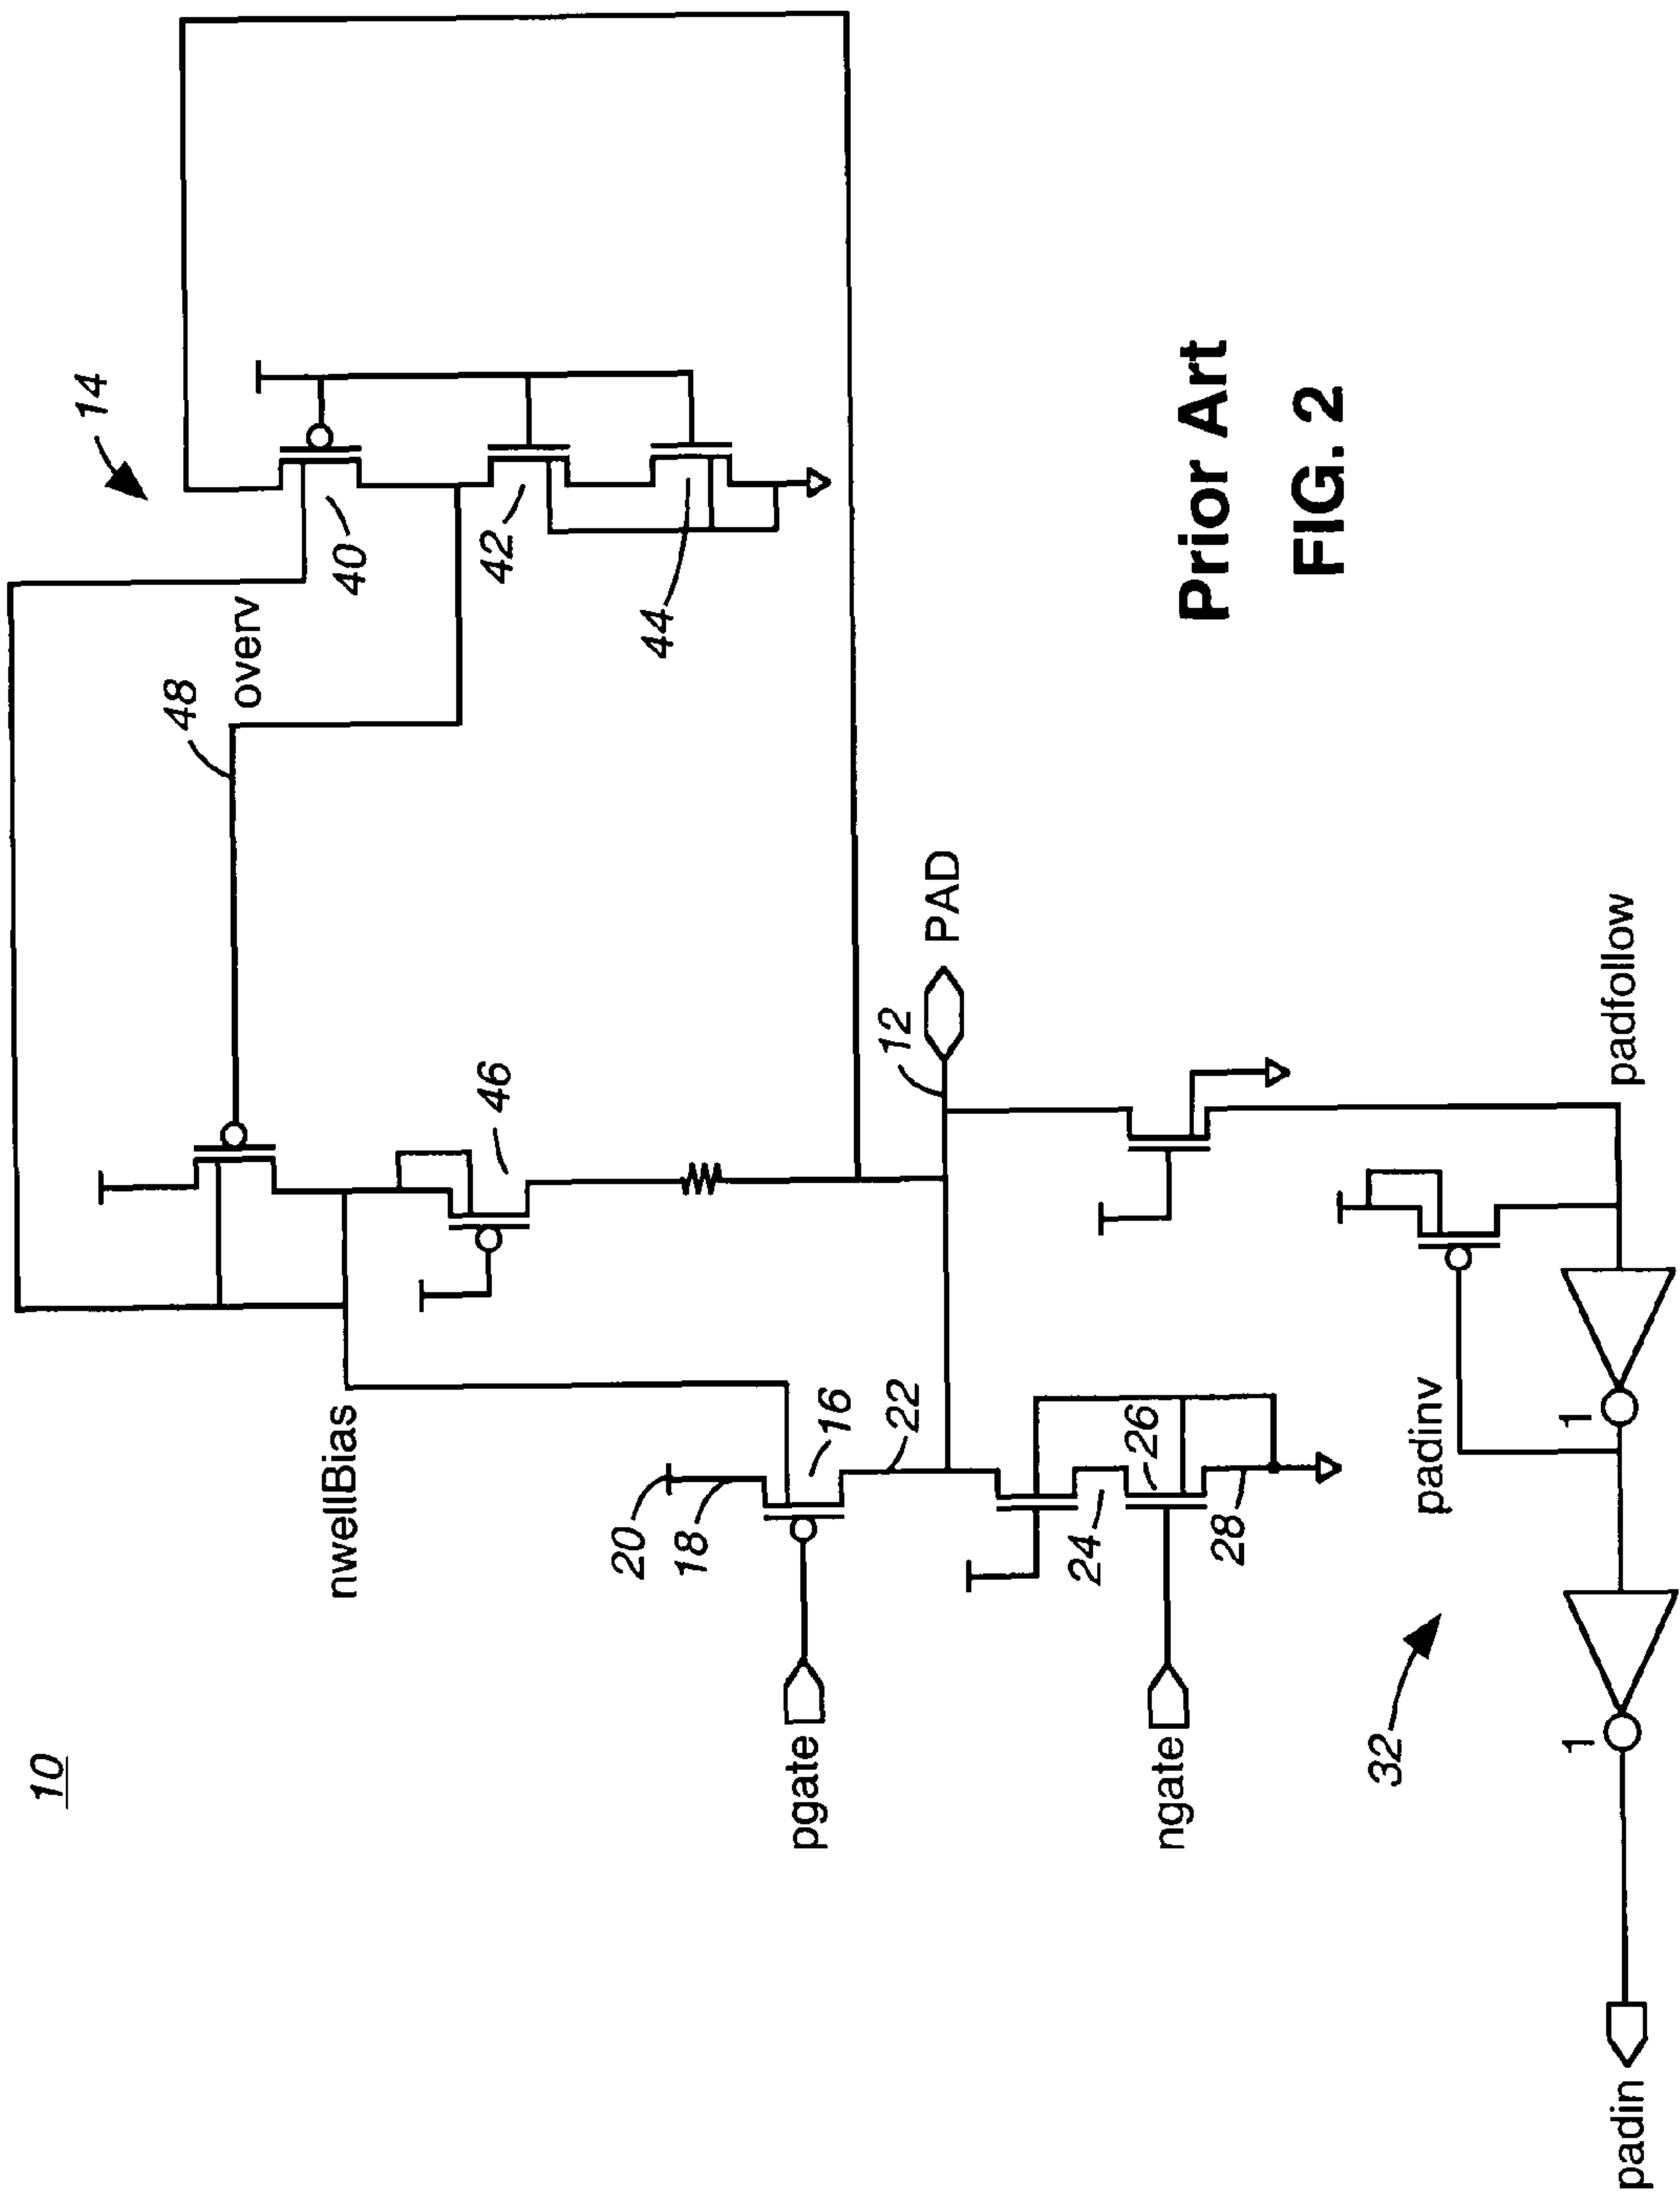 10
14
48
overv
40
42
44
46
nwellBias
20
18
16
22
12
PAD
pgate
24
26
28
ngate
32
padinv
padfollow
1
1
padin
Prior Art
FIG. 2